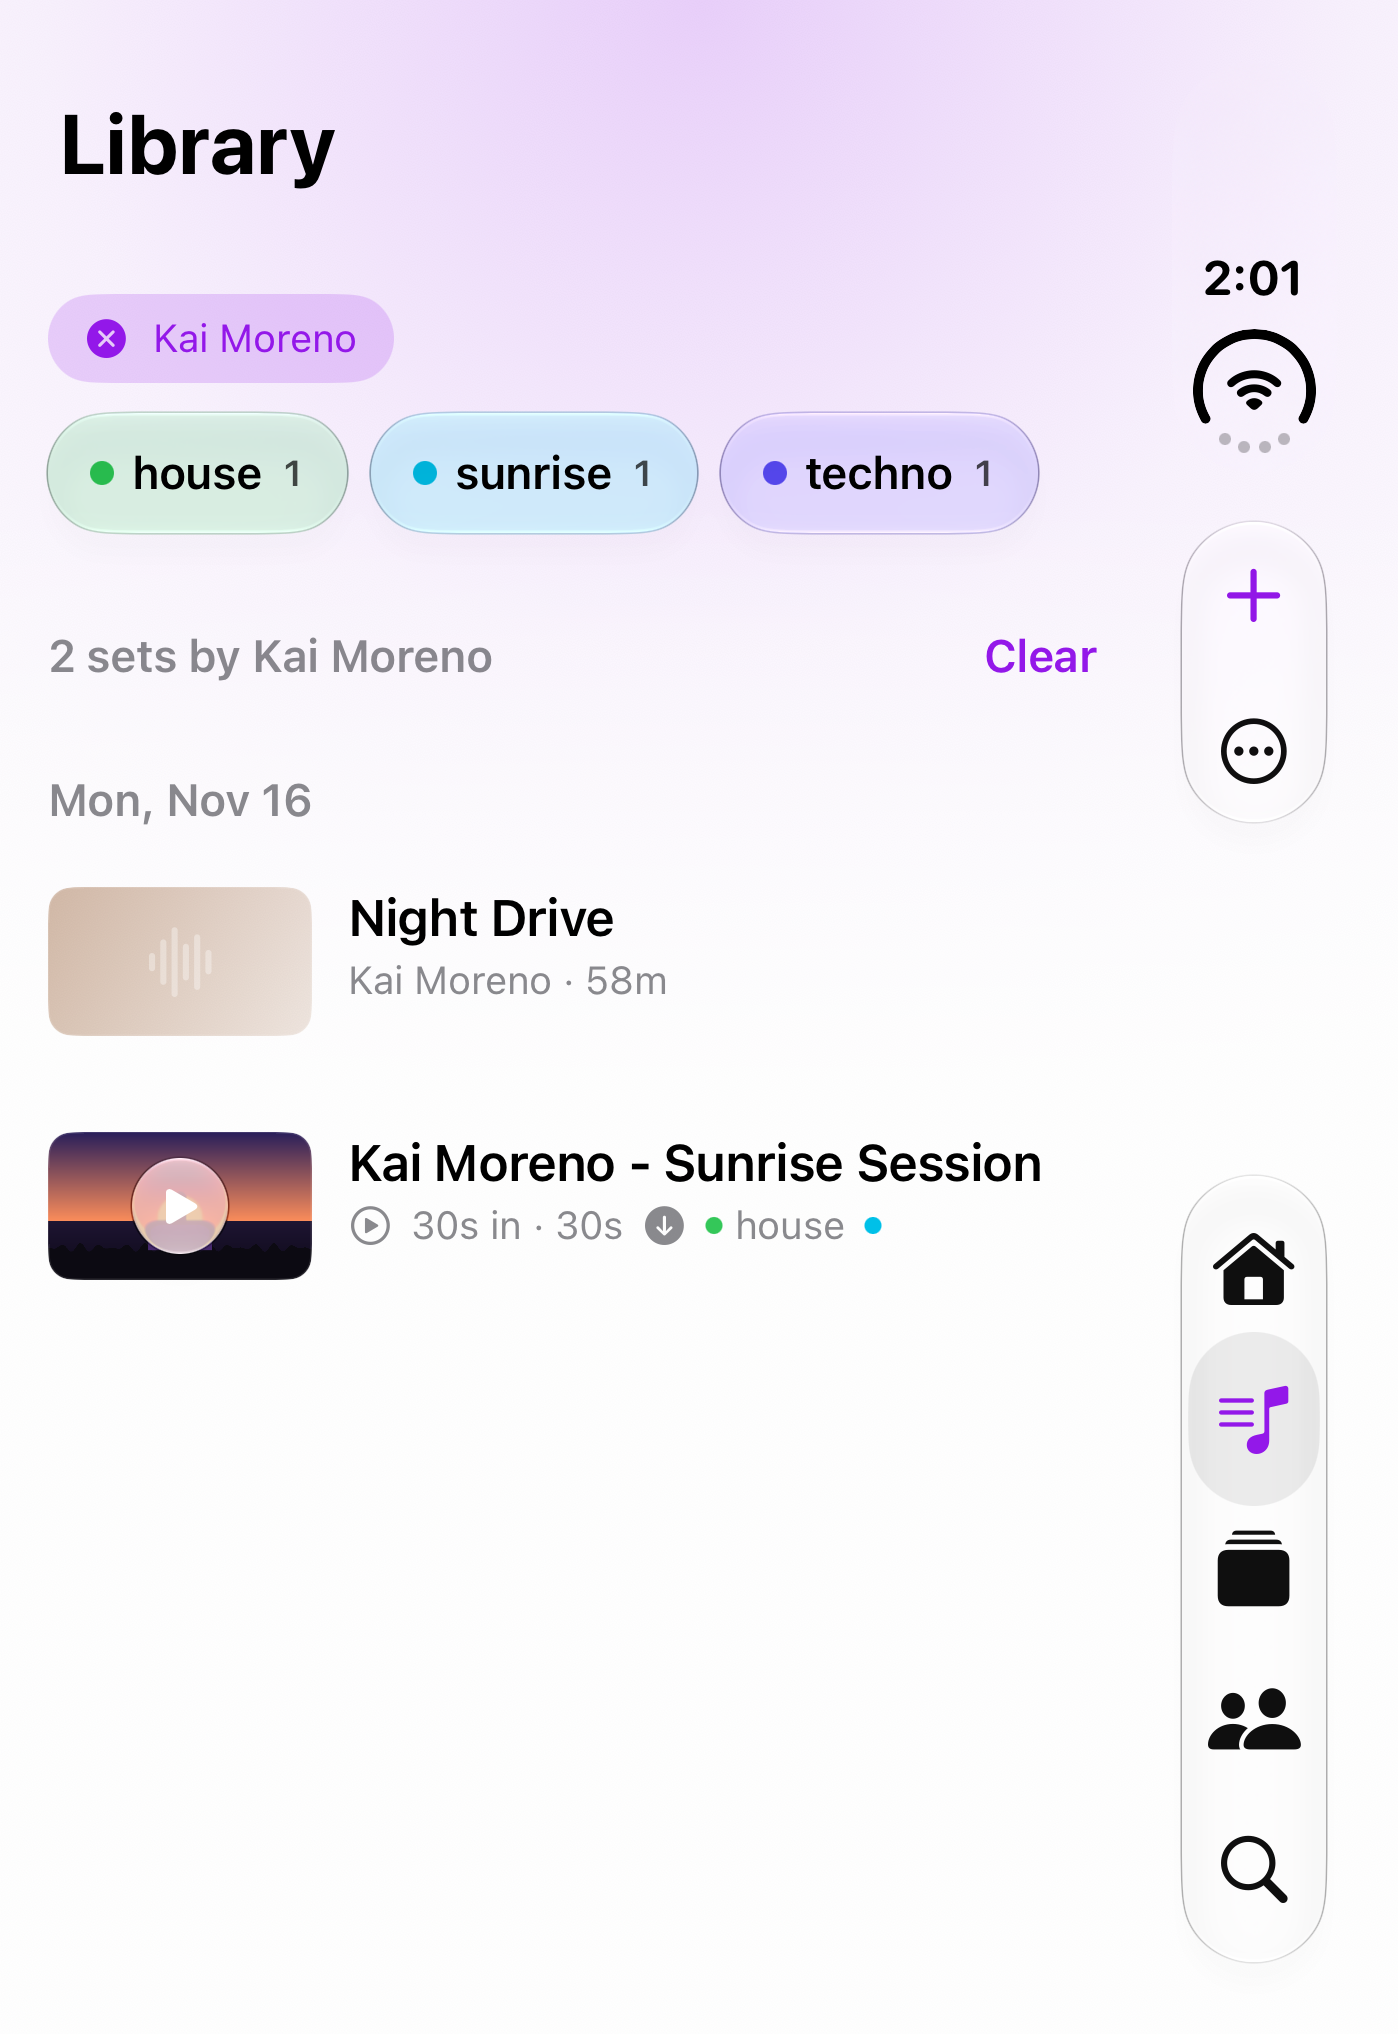 Library
2:01
Kai Moreno
house 1
sunrise 1
techno 1
2 sets by Kai Moreno
Clear
Mon, Nov 16
Night Drive
Kai Moreno · 58m
Kai Moreno - Sunrise Session
30s in · 30s
house